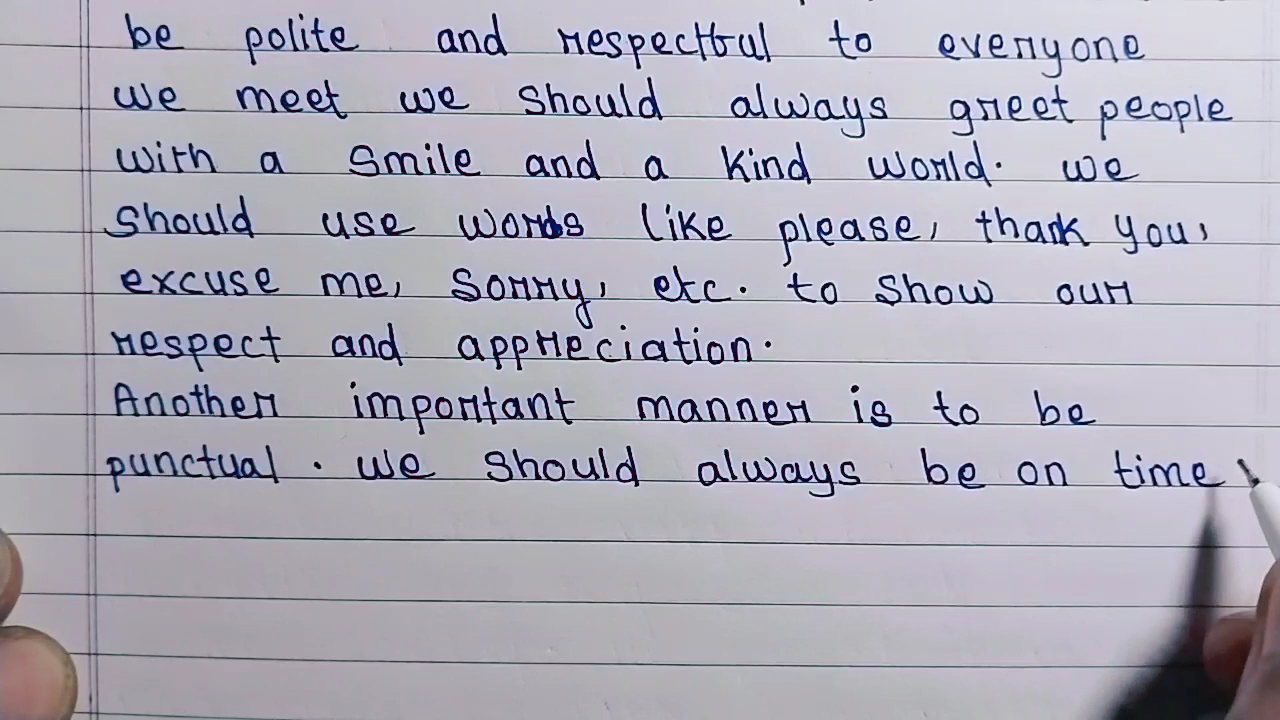 be polite and respectful to everyone
we meet we should always greet people
with a smile and a kind world. we
should use words like please, thank you,
excuse me, sorry, etc. to show our
respect and appreciation.
Another important manner is to be
punctual. we should always be on time